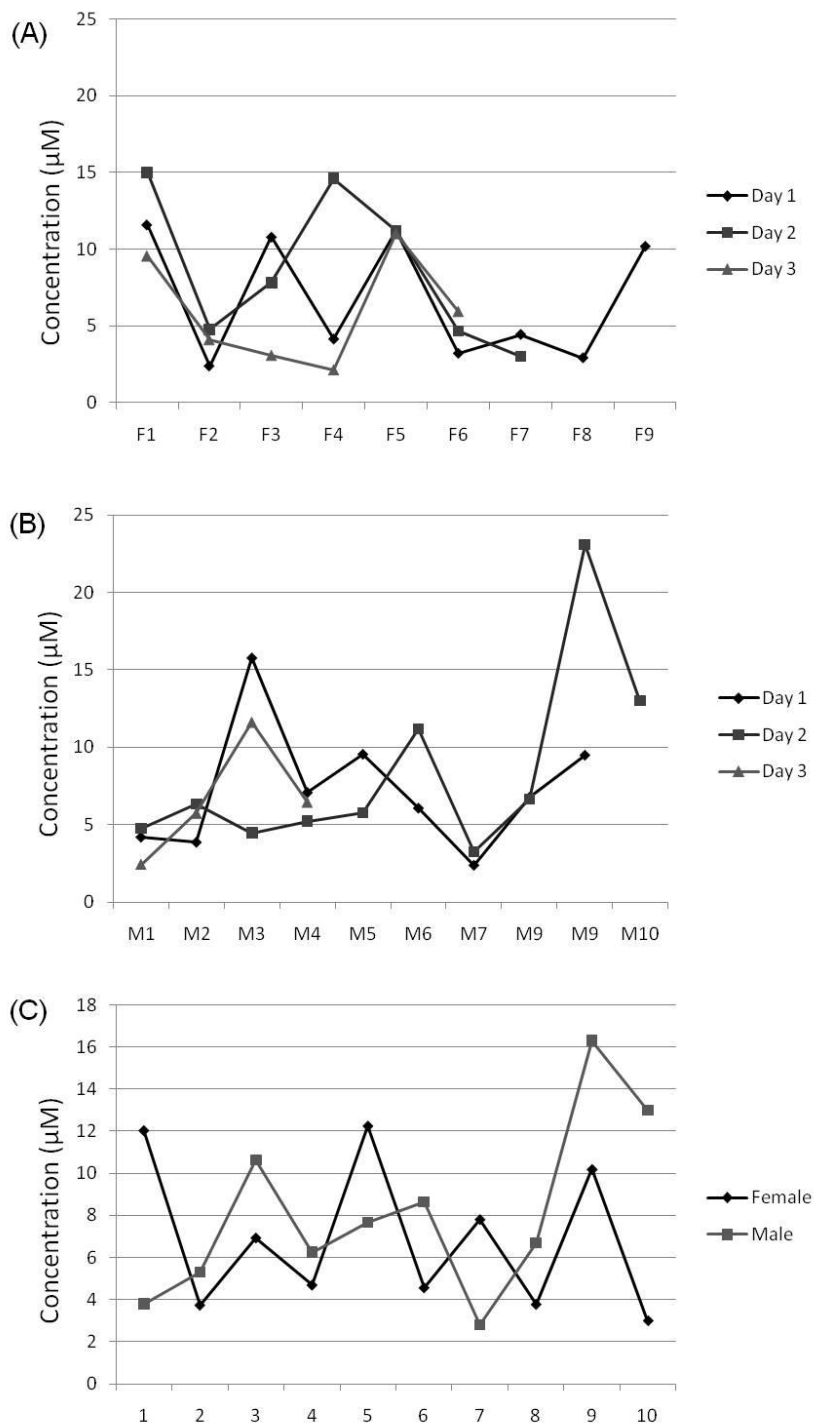 (A)
Concentration (µM)
25
20
15
10
5
0
F1 F2 F3 F4 F5 F6 F7 F8 F9
Day 1
Day 2
Day 3
(B)
Concentration (µM)
25
20
15
10
5
0
M1 M2 M3 M4 M5 M6 M7 M9 M9 M10
Day 1
Day 2
Day 3
(C)
Concentration (µM)
18
16
14
12
10
8
6
4
2
0
1 2 3 4 5 6 7 8 9 10
Female
Male